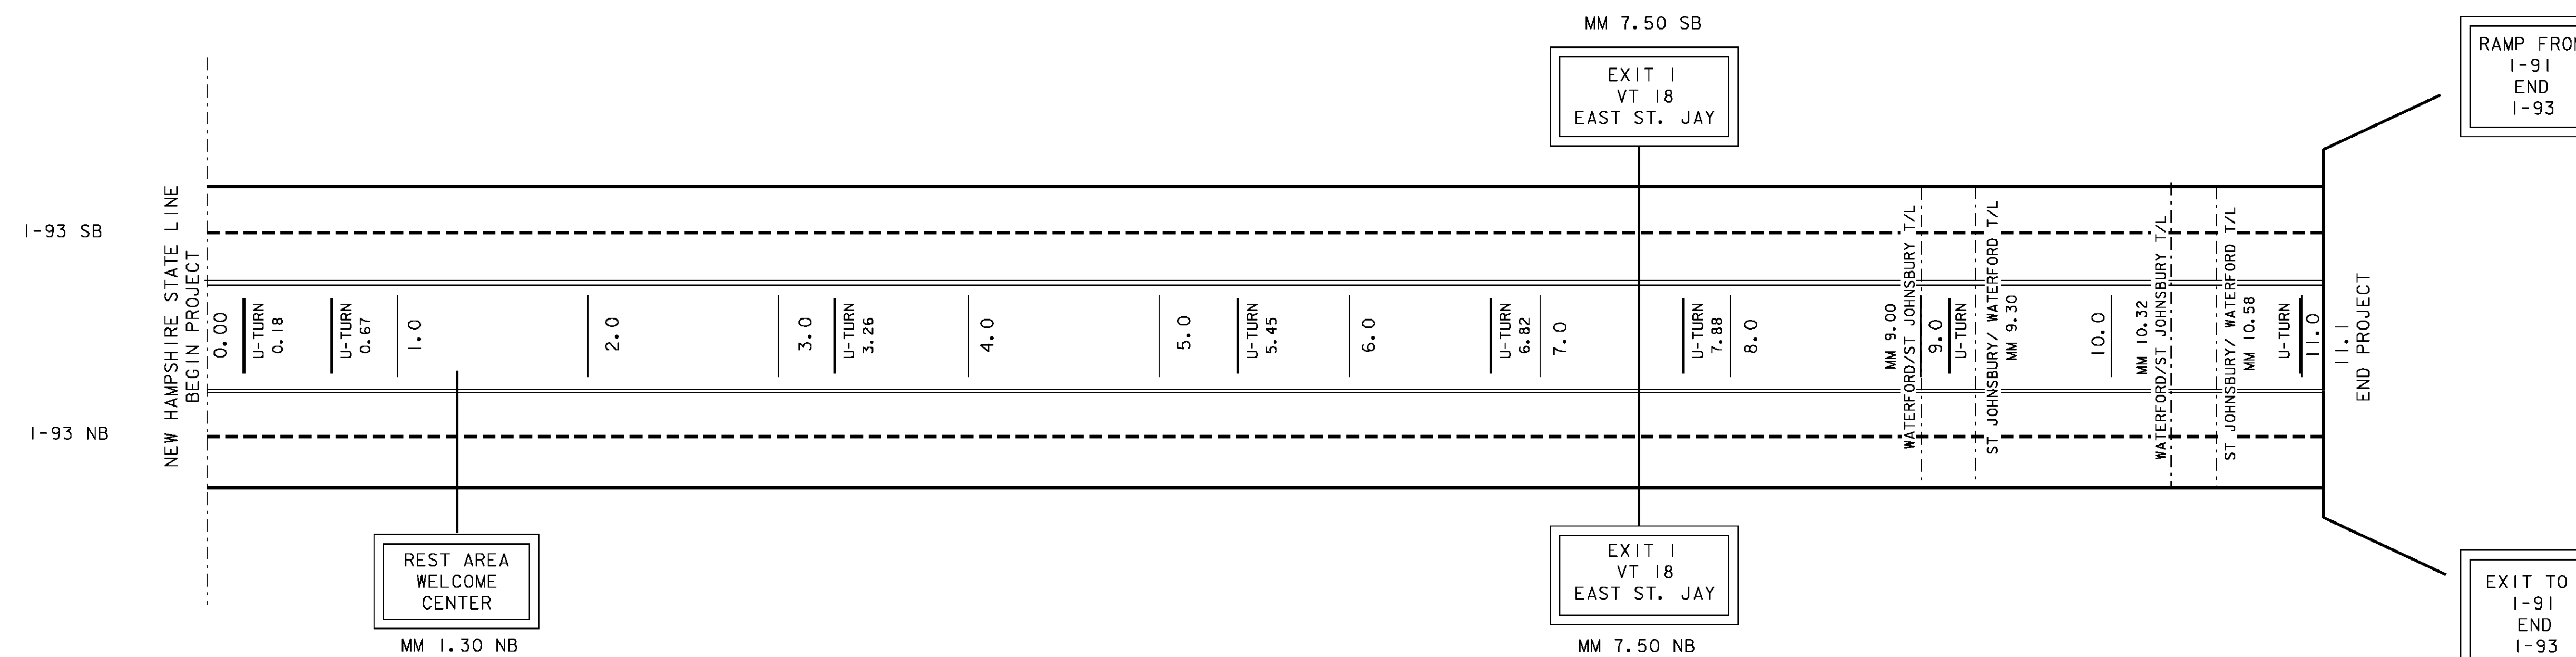 MM 7.50 SB
EXIT 1
VT 18
EAST ST. JAY
RAMP FROM
I-91
END
I-93
I-93 SB
I-93 NB
NEW HAMPSHIRE STATE LINE
BEGIN PROJECT
0.00
U-TURN
0.18
U-TURN
0.67
1.0
2.0
3.0
U-TURN
3.26
4.0
5.0
U-TURN
5.45
6.0
U-TURN
6.82
7.0
U-TURN
7.88
8.0
MM 9.00
WATERFORD/ST JOHNSBURY T/L
9.0
U-TURN
ST JOHNSBURY/ WATERFORD T/L
MM 9.30
10.0
MM 10.32
WATERFORD/ST JOHNSBURY T/L
ST JOHNSBURY/ WATERFORD T/L
MM 10.58
U-TURN
11.0
11.1
END PROJECT
REST AREA
WELCOME
CENTER
MM 1.30 NB
EXIT 1
VT 18
EAST ST. JAY
MM 7.50 NB
EXIT TO
I-91
END
I-93